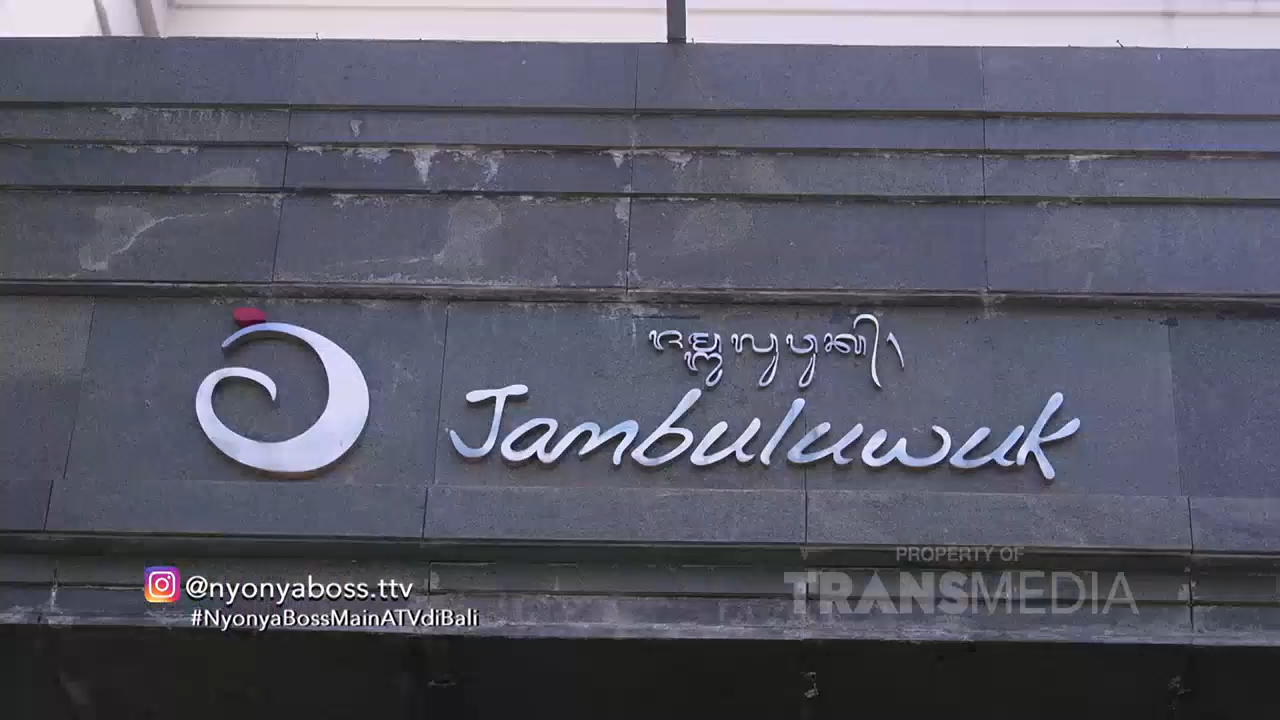 Jambuluwuk
PROPERTY OF
@nyonyaboss.ttv
TRANSMEDIA
#NyonyaBossMainATVdiBali